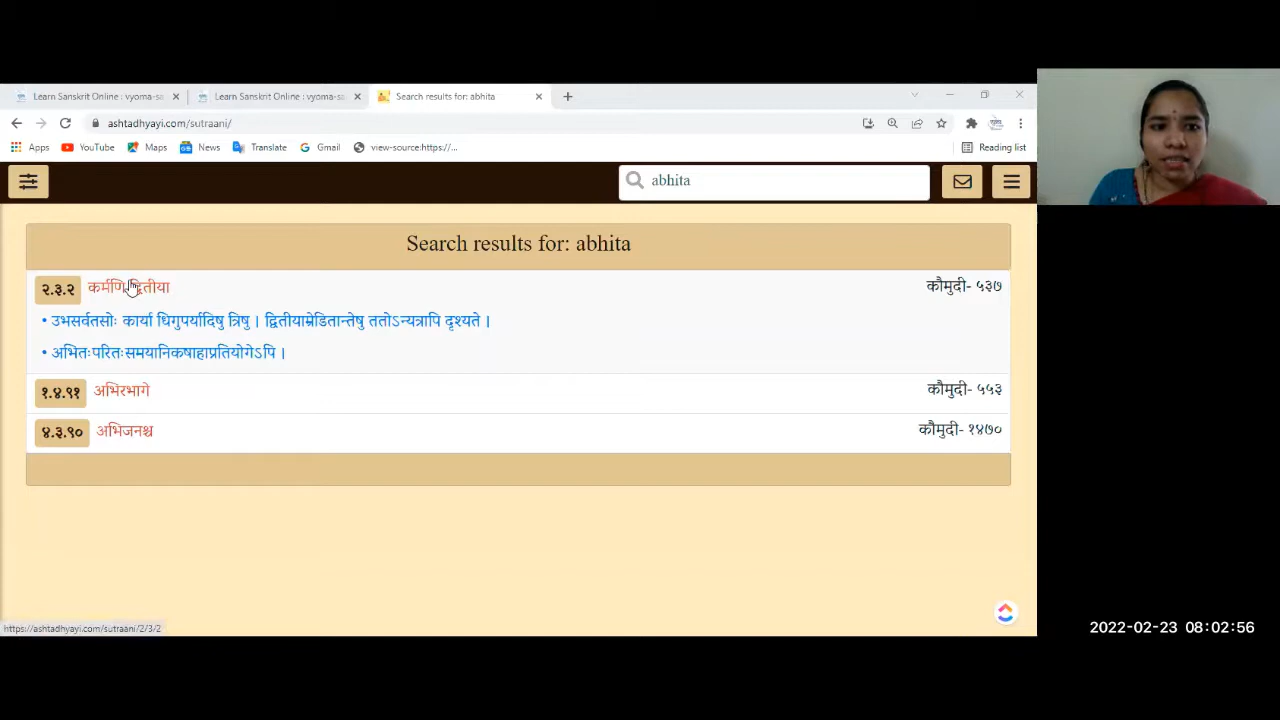 Learn Sanskrit Online : vyoma-sa
Learn Sanskrit Online : vyoma-sa
Search results for: abhita
ashtadhyayi.com/sutraani/
Apps YouTube Maps News Translate Gmail view-source:https://... Reading list
abhita
Search results for: abhita
२.३.२ कर्मणि द्वितीया कौमुदी- ५३७
• उभसर्वतसोः कार्या धिगुपर्यादिषु त्रिषु । द्वितीयाम्रेडितान्तेषु ततोऽन्यत्रापि दृश्यते ।
• अभितःपरितःसमयानिकषाहाप्रतियोगेऽपि ।
१.४.९१ अभिरभागे कौमुदी- ५५३
४.३.९० अभिजनश्च कौमुदी- १४७०
https://ashtadhyayi.com/sutraani/2/3/2
2022-02-23 08:02:56